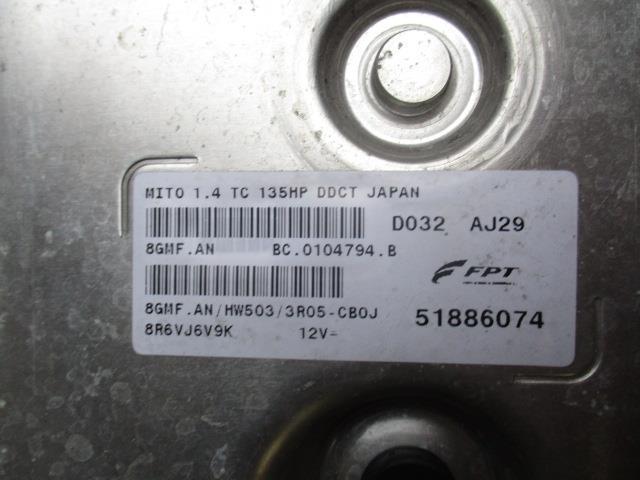 MITO 1.4 TC 135HP DDCT JAPAN
D032 AJ29
8GMF.AN BC.0104794.B
FPT
8GMF.AN/HW503/3R05-CB0J
51886074
8R6VJ6V9K 12V=